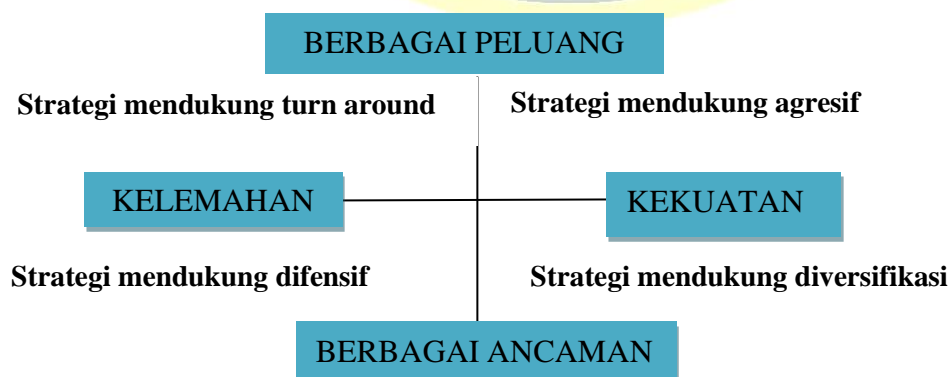 BERBAGAI PELUANG
Strategi mendukung turn around
Strategi mendukung agresif
KELEMAHAN
KEKUATAN
Strategi mendukung difensif
Strategi mendukung diversifikasi
BERBAGAI ANCAMAN